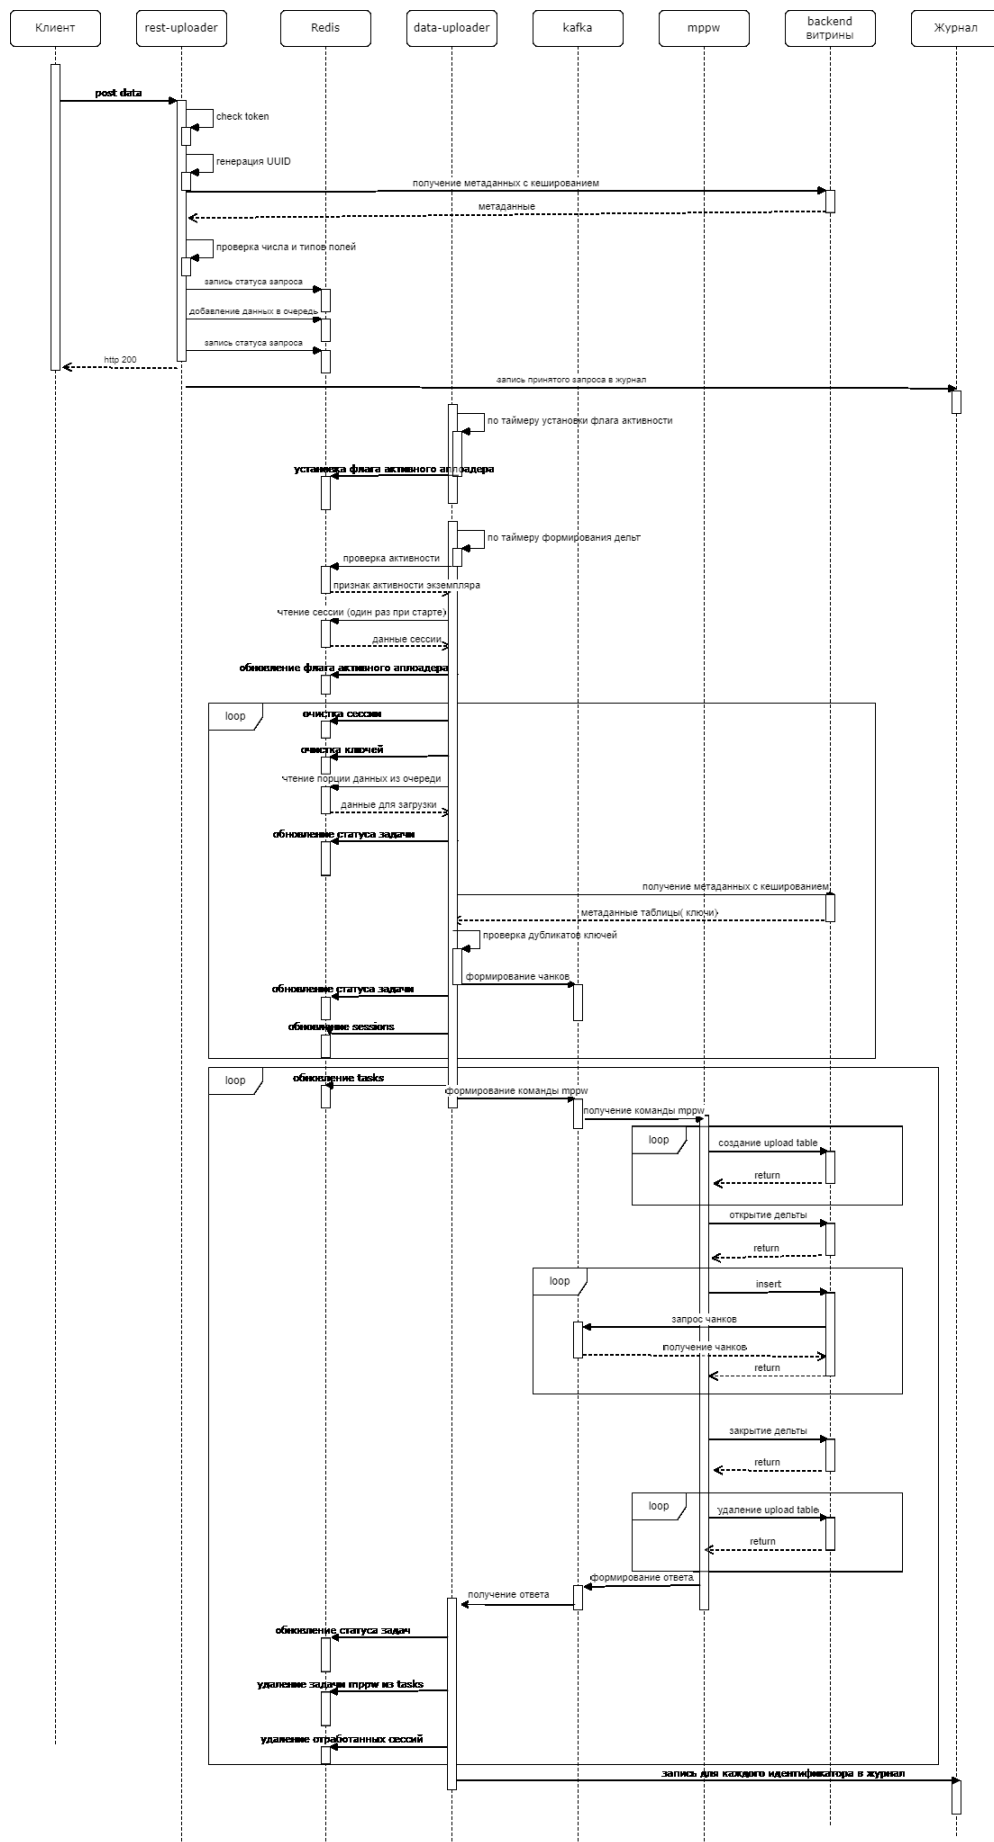 Клиент
rest-uploader
Redis
data-uploader
kafka
mppw
backend
витрины
Журнал
post data
check token
генерация UUID
получение метаданных с кешированием
метаданные
проверка числа и типов полей
запись статуса запроса
добавление данных в очередь
запись статуса запроса
http 200
запись принятого запроса в журнал
по таймеру установки флага активности
установка флага активного аплоадера
по таймеру формирования дельт
проверка активности
признак активности экземпляра
чтение сессии (один раз при старте)
данные сессии
обновление флага активного аплоадера
loop
очистка сессии
очистка ключей
чтение порции данных из очереди
данные для загрузки
обновление статуса задачи
получение метаданных с кешированием
метаданные таблицы( ключи)
проверка дубликатов ключей
формирование чанков
обновление статуса задачи
обновление sessions
loop
обновление tasks
формирование команды mppw
получение команды mppw
loop
создание upload table
return
открытие дельты
return
loop
insert
запрос чанков
получение чанков
return
закрытие дельты
return
loop
удаление upload table
return
формирование ответа
получение ответа
обновление статуса задач
удаление задачи mppw из tasks
удаление отработанных сессий
запись для каждого идентификатора в журнал